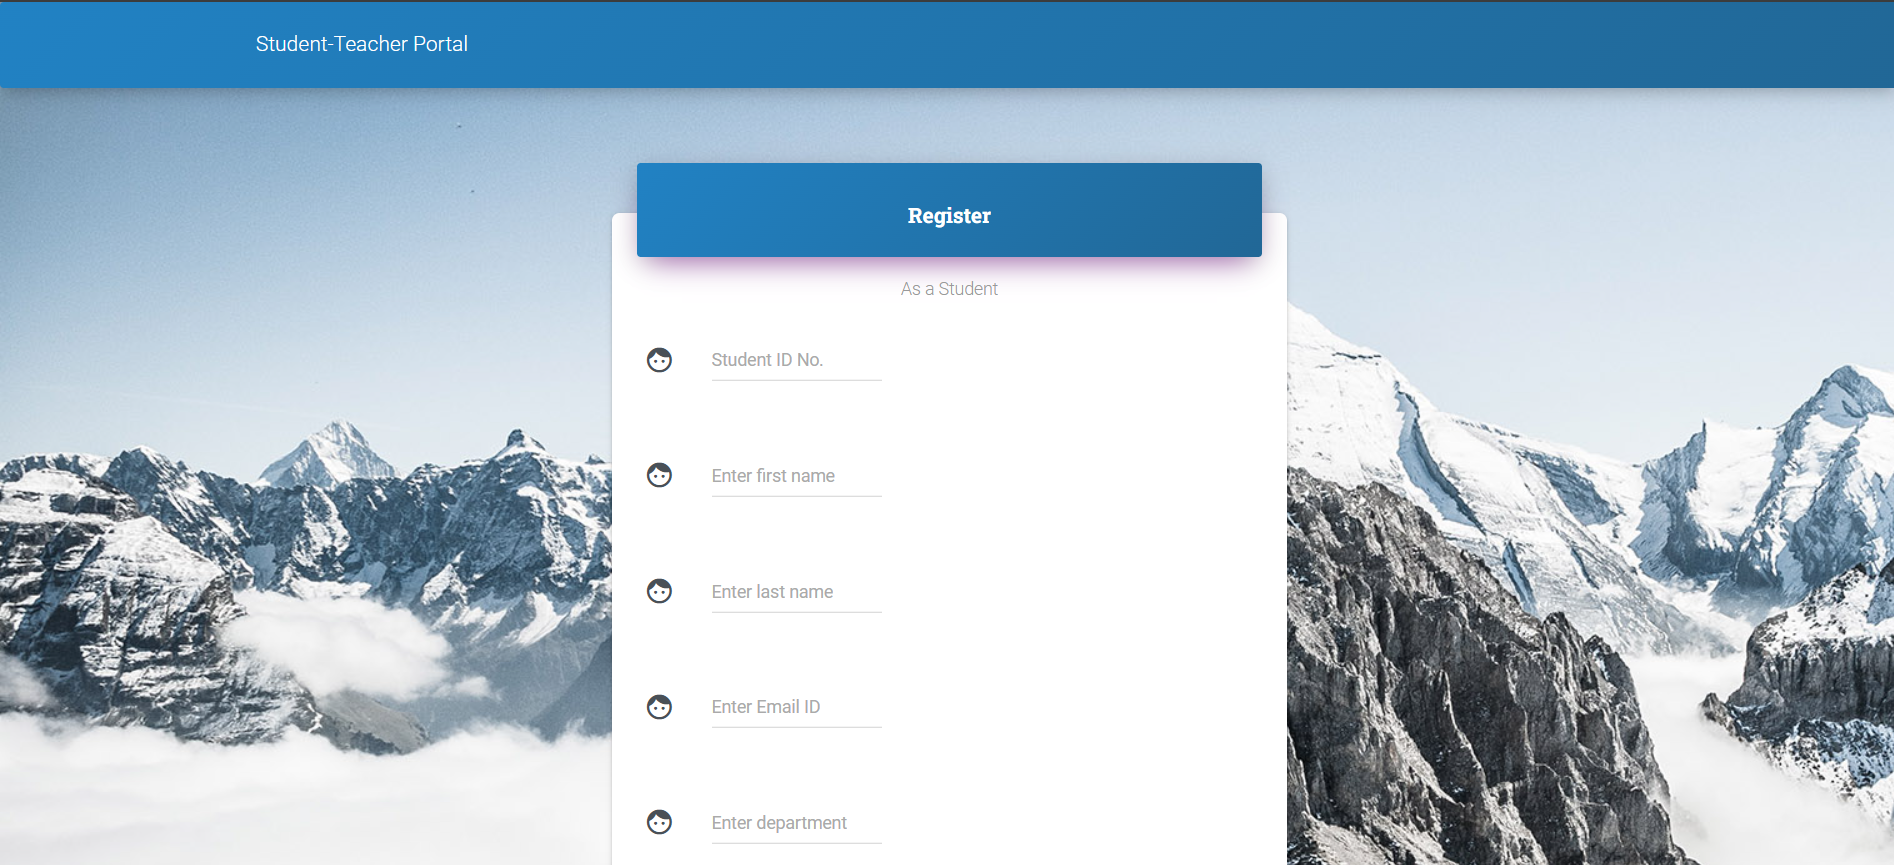 Student-Teacher Portal
Register
As a Student
Student ID No.
Enter first name
Enter last name
Enter Email ID
Enter department